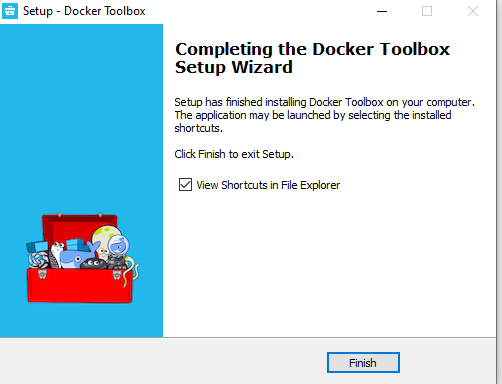 Setup - Docker Toolbox
Completing the Docker Toolbox
Setup Wizard
Setup has finished installing Docker Toolbox on your computer.
The application may be launched by selecting the installed
shortcuts.
Click Finish to exit Setup.
View Shortcuts in File Explorer
Finish